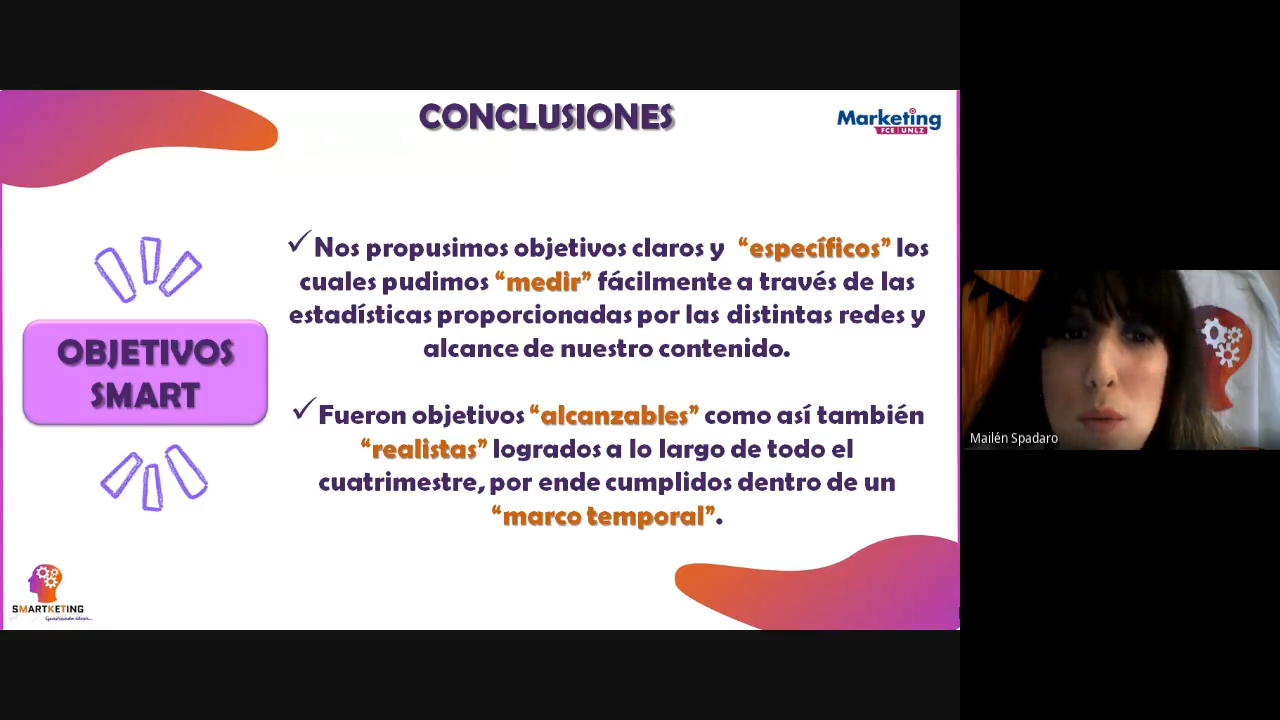 CONCLUSIONES
Marketing
FCE | UNLZ
✓Nos propusimos objetivos claros y “específicos” los
cuales pudimos “medir” fácilmente a través de las
estadísticas proporcionadas por las distintas redes y
alcance de nuestro contenido.
OBJETIVOS
SMART
✓Fueron objetivos “alcanzables” como así también
“realistas” logrados a lo largo de todo el
cuatrimestre, por ende cumplidos dentro de un
“marco temporal”.
SMARTKETING
Mailén Spadaro